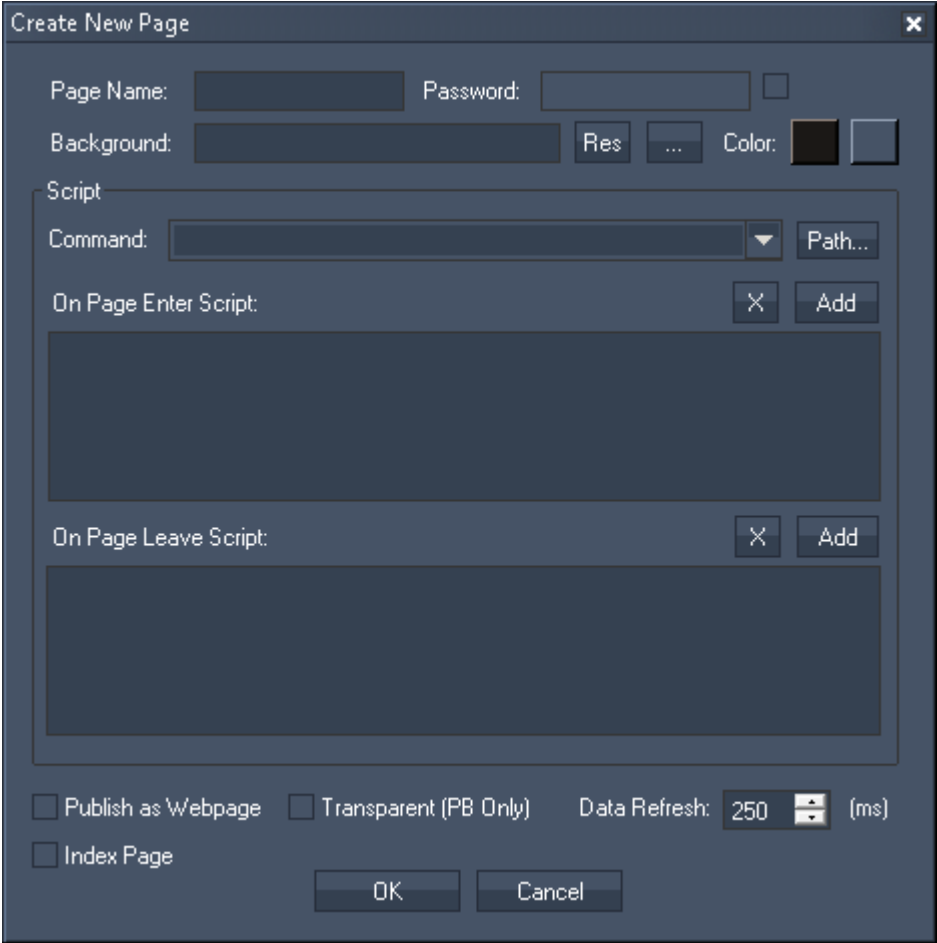 Create New Page
Page Name: Password:
Background: Res ... Color:
Script
Command: Path...
On Page Enter Script: X Add
On Page Leave Script: X Add
Publish as Webpage Transparent (PB Only) Data Refresh: 250 (ms)
Index Page
OK Cancel